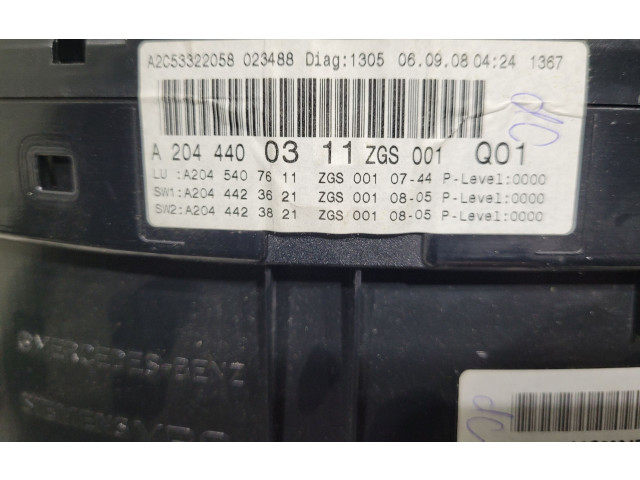 A2C53322058 023488 Diag:1305 06.09.08 04:24 1367
A 204 440 03 11 ZGS 001 Q01
LU :A204 540 76 11 ZGS 001 07-44 P-Level:0000
SW1:A204 442 36 21 ZGS 001 08-05 P-Level:0000
SW2:A204 442 38 21 ZGS 001 08-05 P-Level:0000
MERCEDES-BENZ
SIEMENS VDO